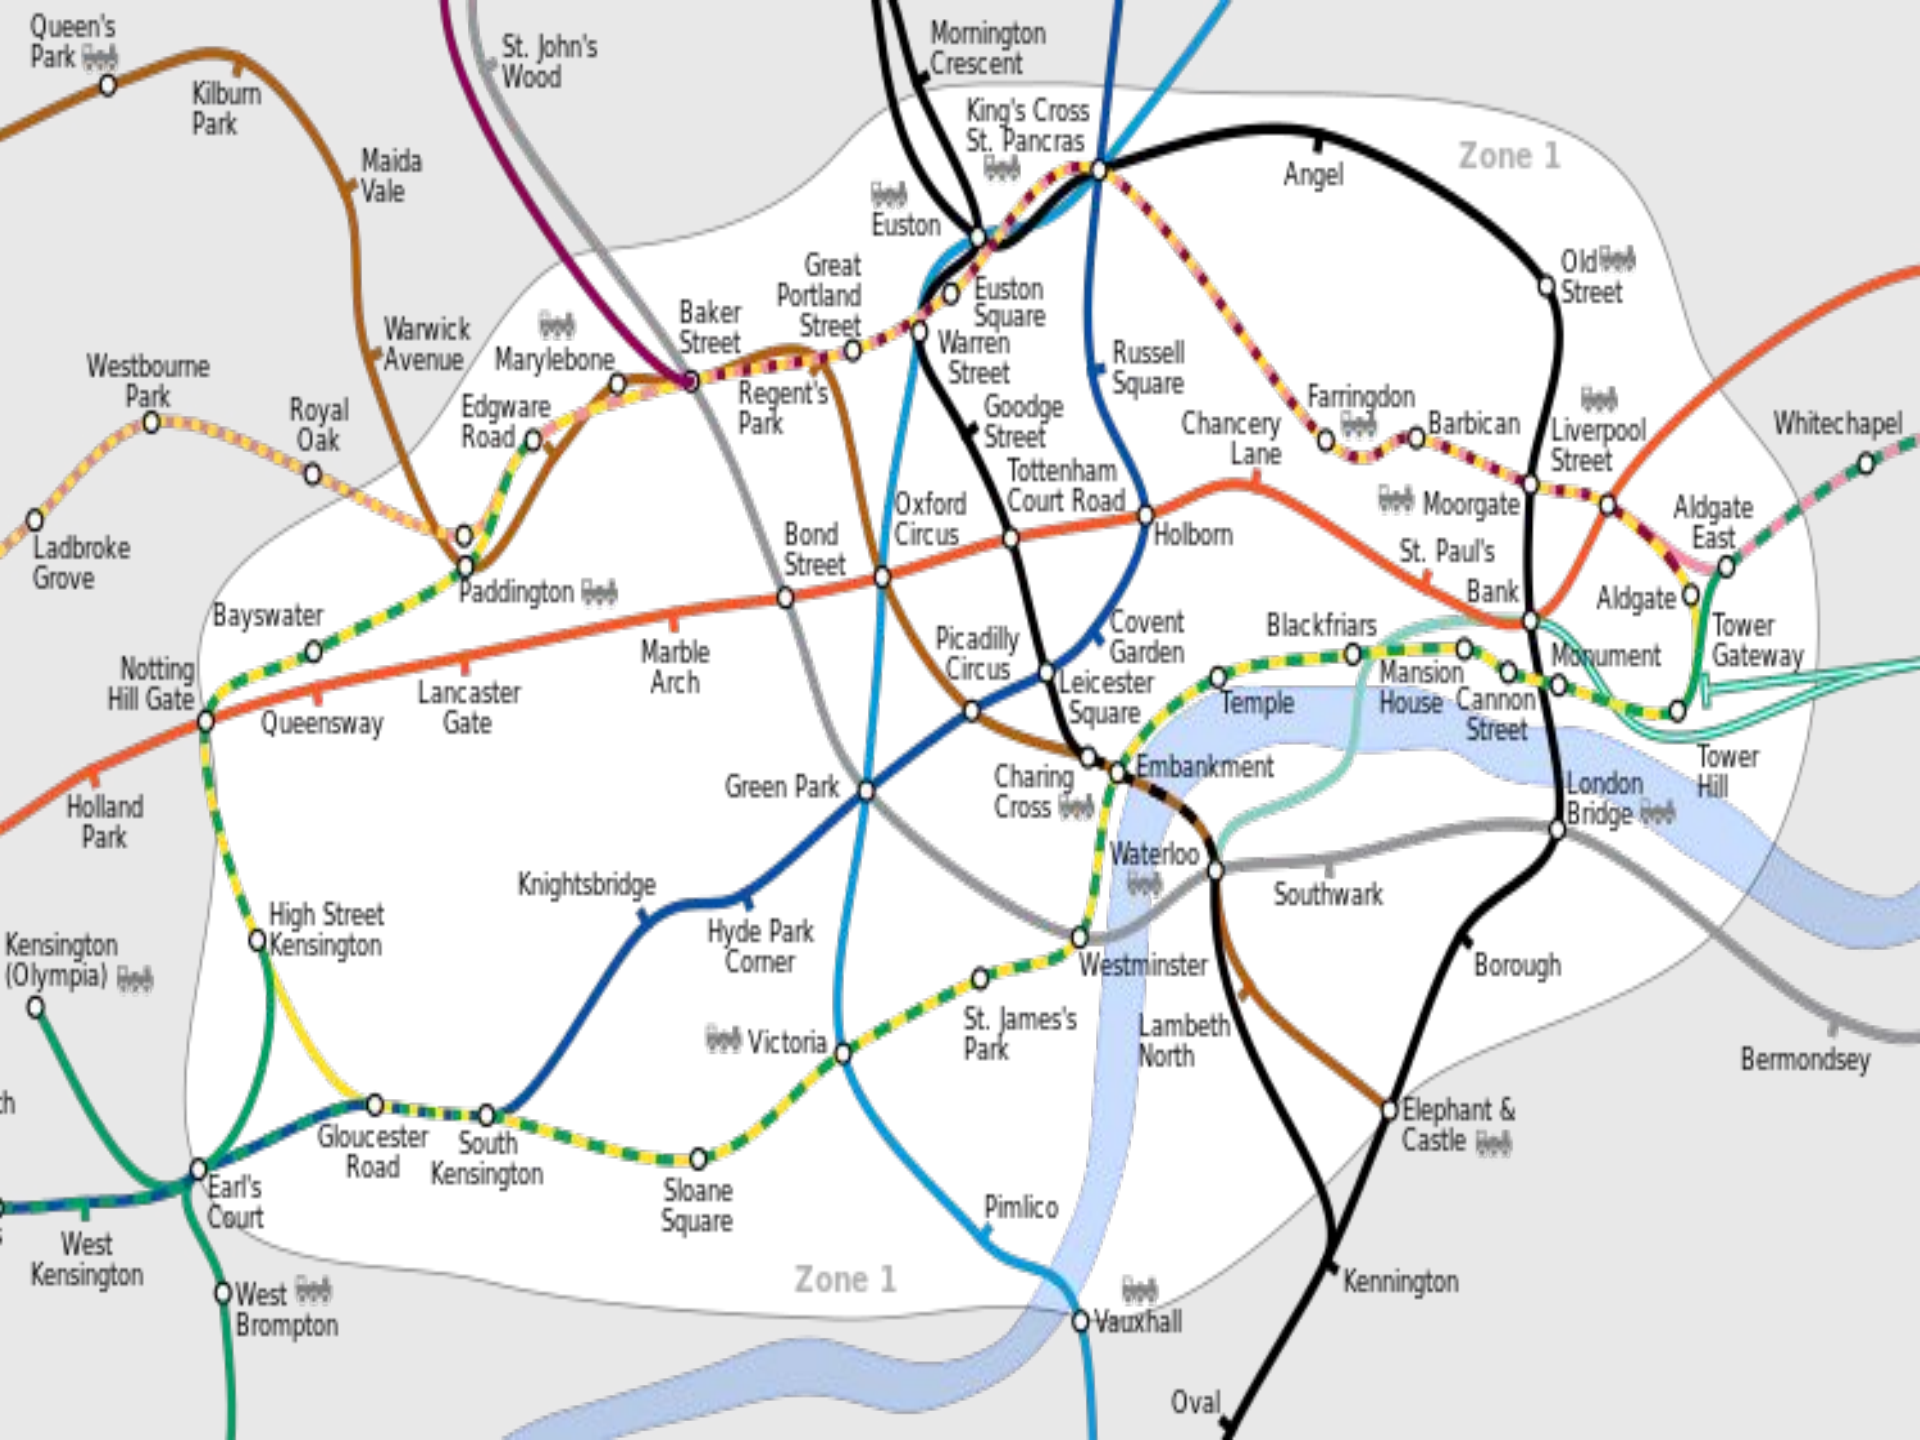 Queen's
Park
Kilburn
Park
St. John's
Wood
Mornington
Crescent
King's Cross
St. Pancras
Zone 1
Angel
Maida
Vale
Euston
Old
Street
Great
Portland
Street
Euston
Square
Warwick
Avenue
Marylebone
Baker
Street
Warren
Street
Russell
Square
Westbourne
Park
Royal
Oak
Edgware
Road
Regent's
Park
Goodge
Street
Chancery
Lane
Farringdon
Barbican
Liverpool
Street
Whitechapel
Tottenham
Court Road
Moorgate
Aldgate
East
Oxford
Circus
Holborn
Bond
Street
St. Paul's
Bank
Ladbroke
Grove
Paddington
Aldgate
Bayswater
Marble
Arch
Picadilly
Circus
Covent
Garden
Blackfriars
Monument
Tower
Gateway
Notting
Hill Gate
Queensway
Lancaster
Gate
Leicester
Square
Temple
Mansion
House
Cannon
Street
Tower
Hill
Holland
Park
Green Park
Charing
Cross
Embankment
London
Bridge
Waterloo
Southwark
Knightsbridge
Hyde Park
Corner
High Street
Kensington
Kensington
(Olympia)
Westminster
Borough
St. James's
Park
Victoria
Lambeth
North
Bermondsey
th
Gloucester
Road
South
Kensington
Elephant &
Castle
Earl's
Court
Sloane
Square
Pimlico
s
West
Kensington
West
Brompton
Zone 1
Vauxhall
Kennington
Oval